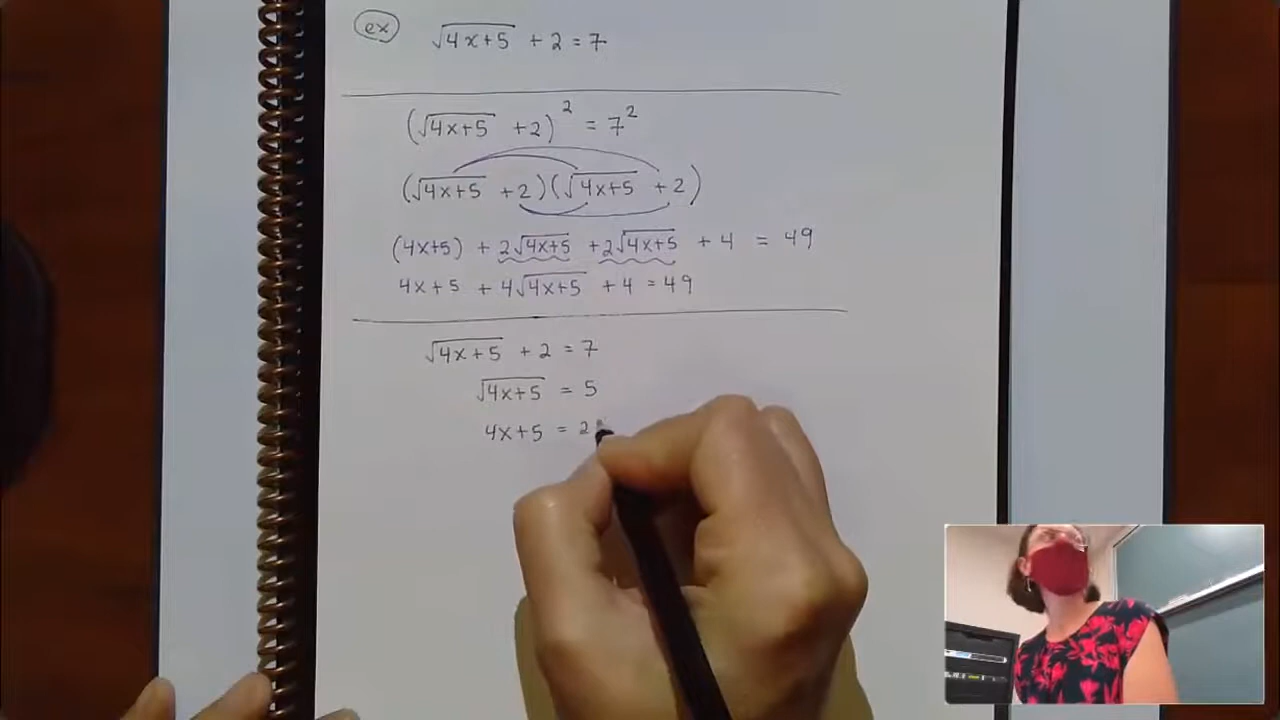 ex √(4x+5) + 2 = 7
(√(4x+5) + 2)² = 7²
(√(4x+5) + 2)(√(4x+5) + 2)
(4x+5) + 2√(4x+5) + 2√(4x+5) + 4 = 49
4x+5 + 4√(4x+5) + 4 = 49
√(4x+5) + 2 = 7
√(4x+5) = 5
4x+5 = 2